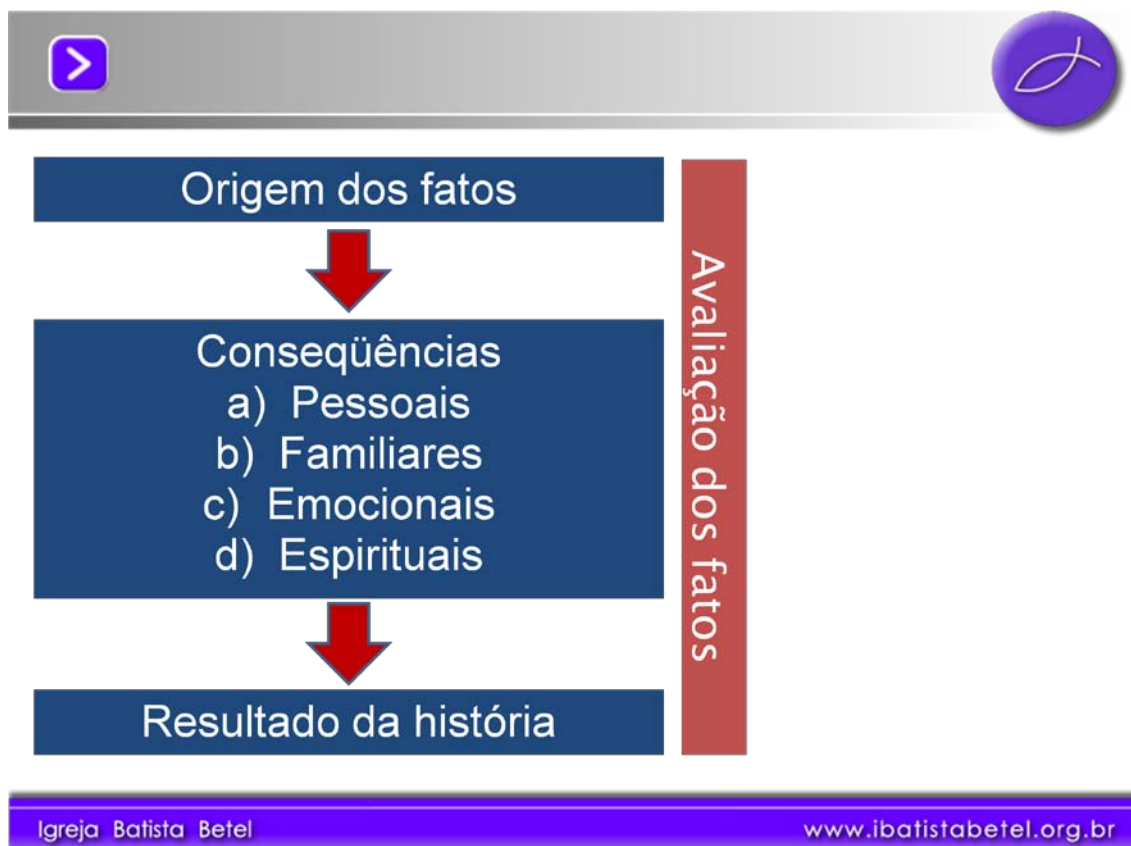 Origem dos fatos
Conseqüências
a) Pessoais
b) Familiares
c) Emocionais
d) Espirituais
Resultado da história
Avaliação dos fatos
Igreja Batista Betel
www.ibatistabetel.org.br